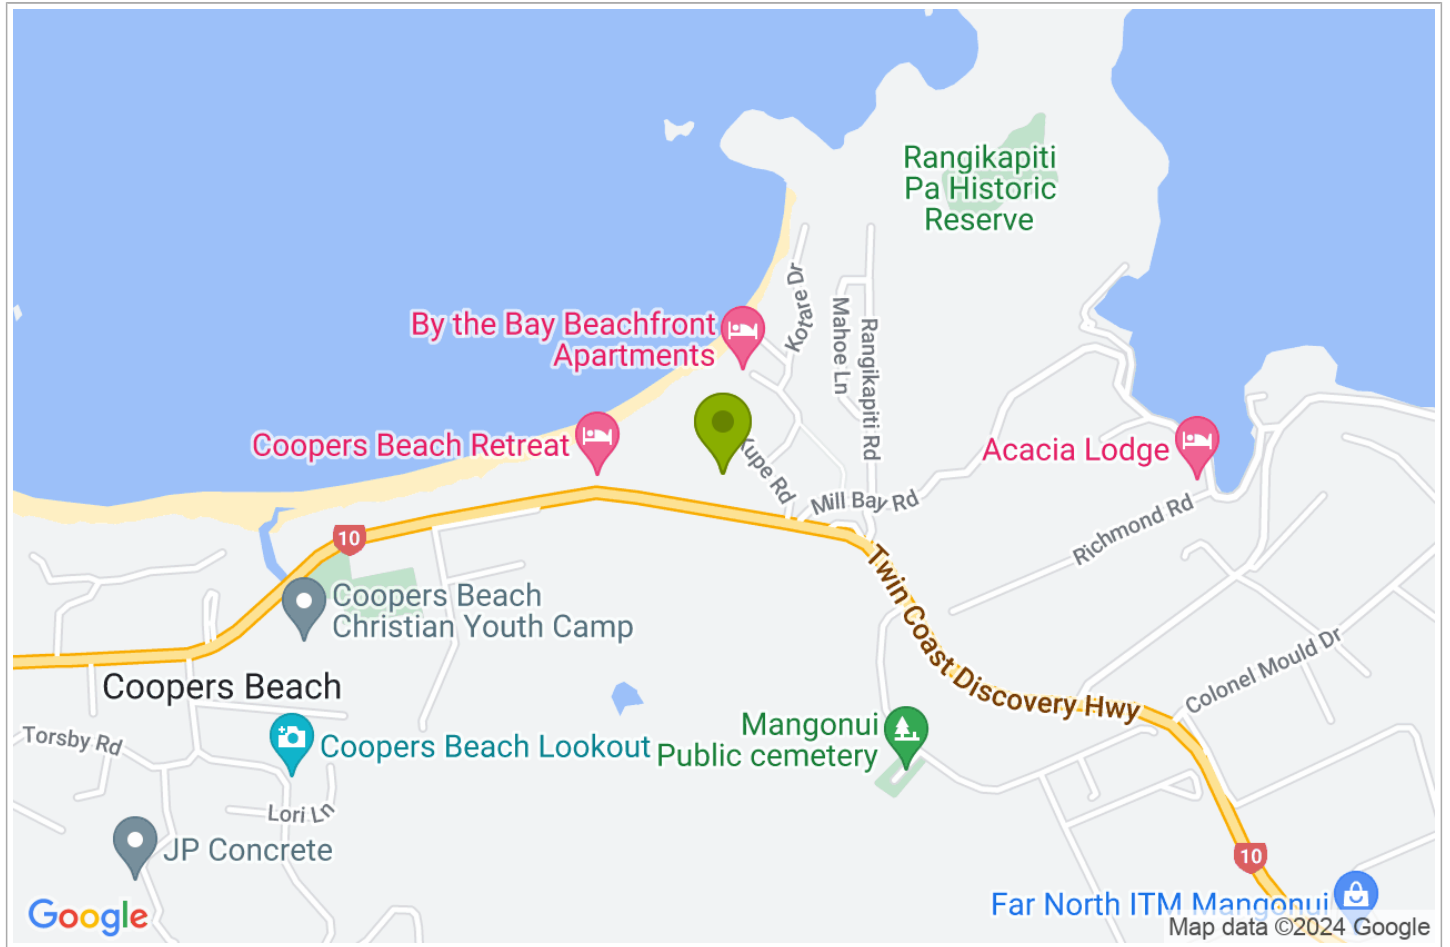 Rangikapiti
Pa Historic
Reserve
Kotare Dr
Mahoe Ln
Rangikapiti Rd
By the Bay Beachfront
Apartments
Coopers Beach Retreat
Kupe Rd
Mill Bay Rd
Acacia Lodge
Richmond Rd
10
Twin Coast Discovery Hwy
Coopers Beach
Christian Youth Camp
Coopers Beach
Colonel Mould Dr
Torsby Rd
Coopers Beach Lookout
Mangonui
Public cemetery
Lori Ln
JP Concrete
10
Far North ITM Mangonui
Google
Map data ©2024 Google